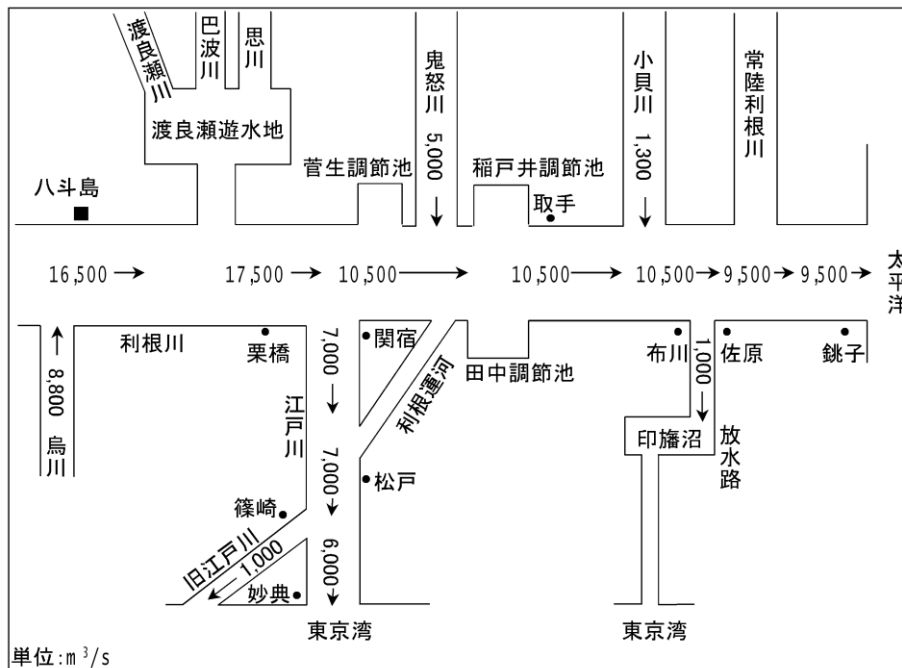 渡良瀬川
巴波川
思川
鬼怒川
5,000
小貝川
1,300
常陸利根川
渡良瀬遊水地
菅生調節池
稲戸井調節池
取手
八斗島
16,500
17,500
10,500
10,500
10,500
9,500
9,500
太平洋
利根川
栗橋
7,000
関宿
利根運河
田中調節池
布川
1,000
佐原
銚子
8,800
烏川
江戸川
印旛沼
放水路
7,000
松戸
篠崎
旧江戸川
1,000
6,000
妙典
東京湾
東京湾
単位:m³/s